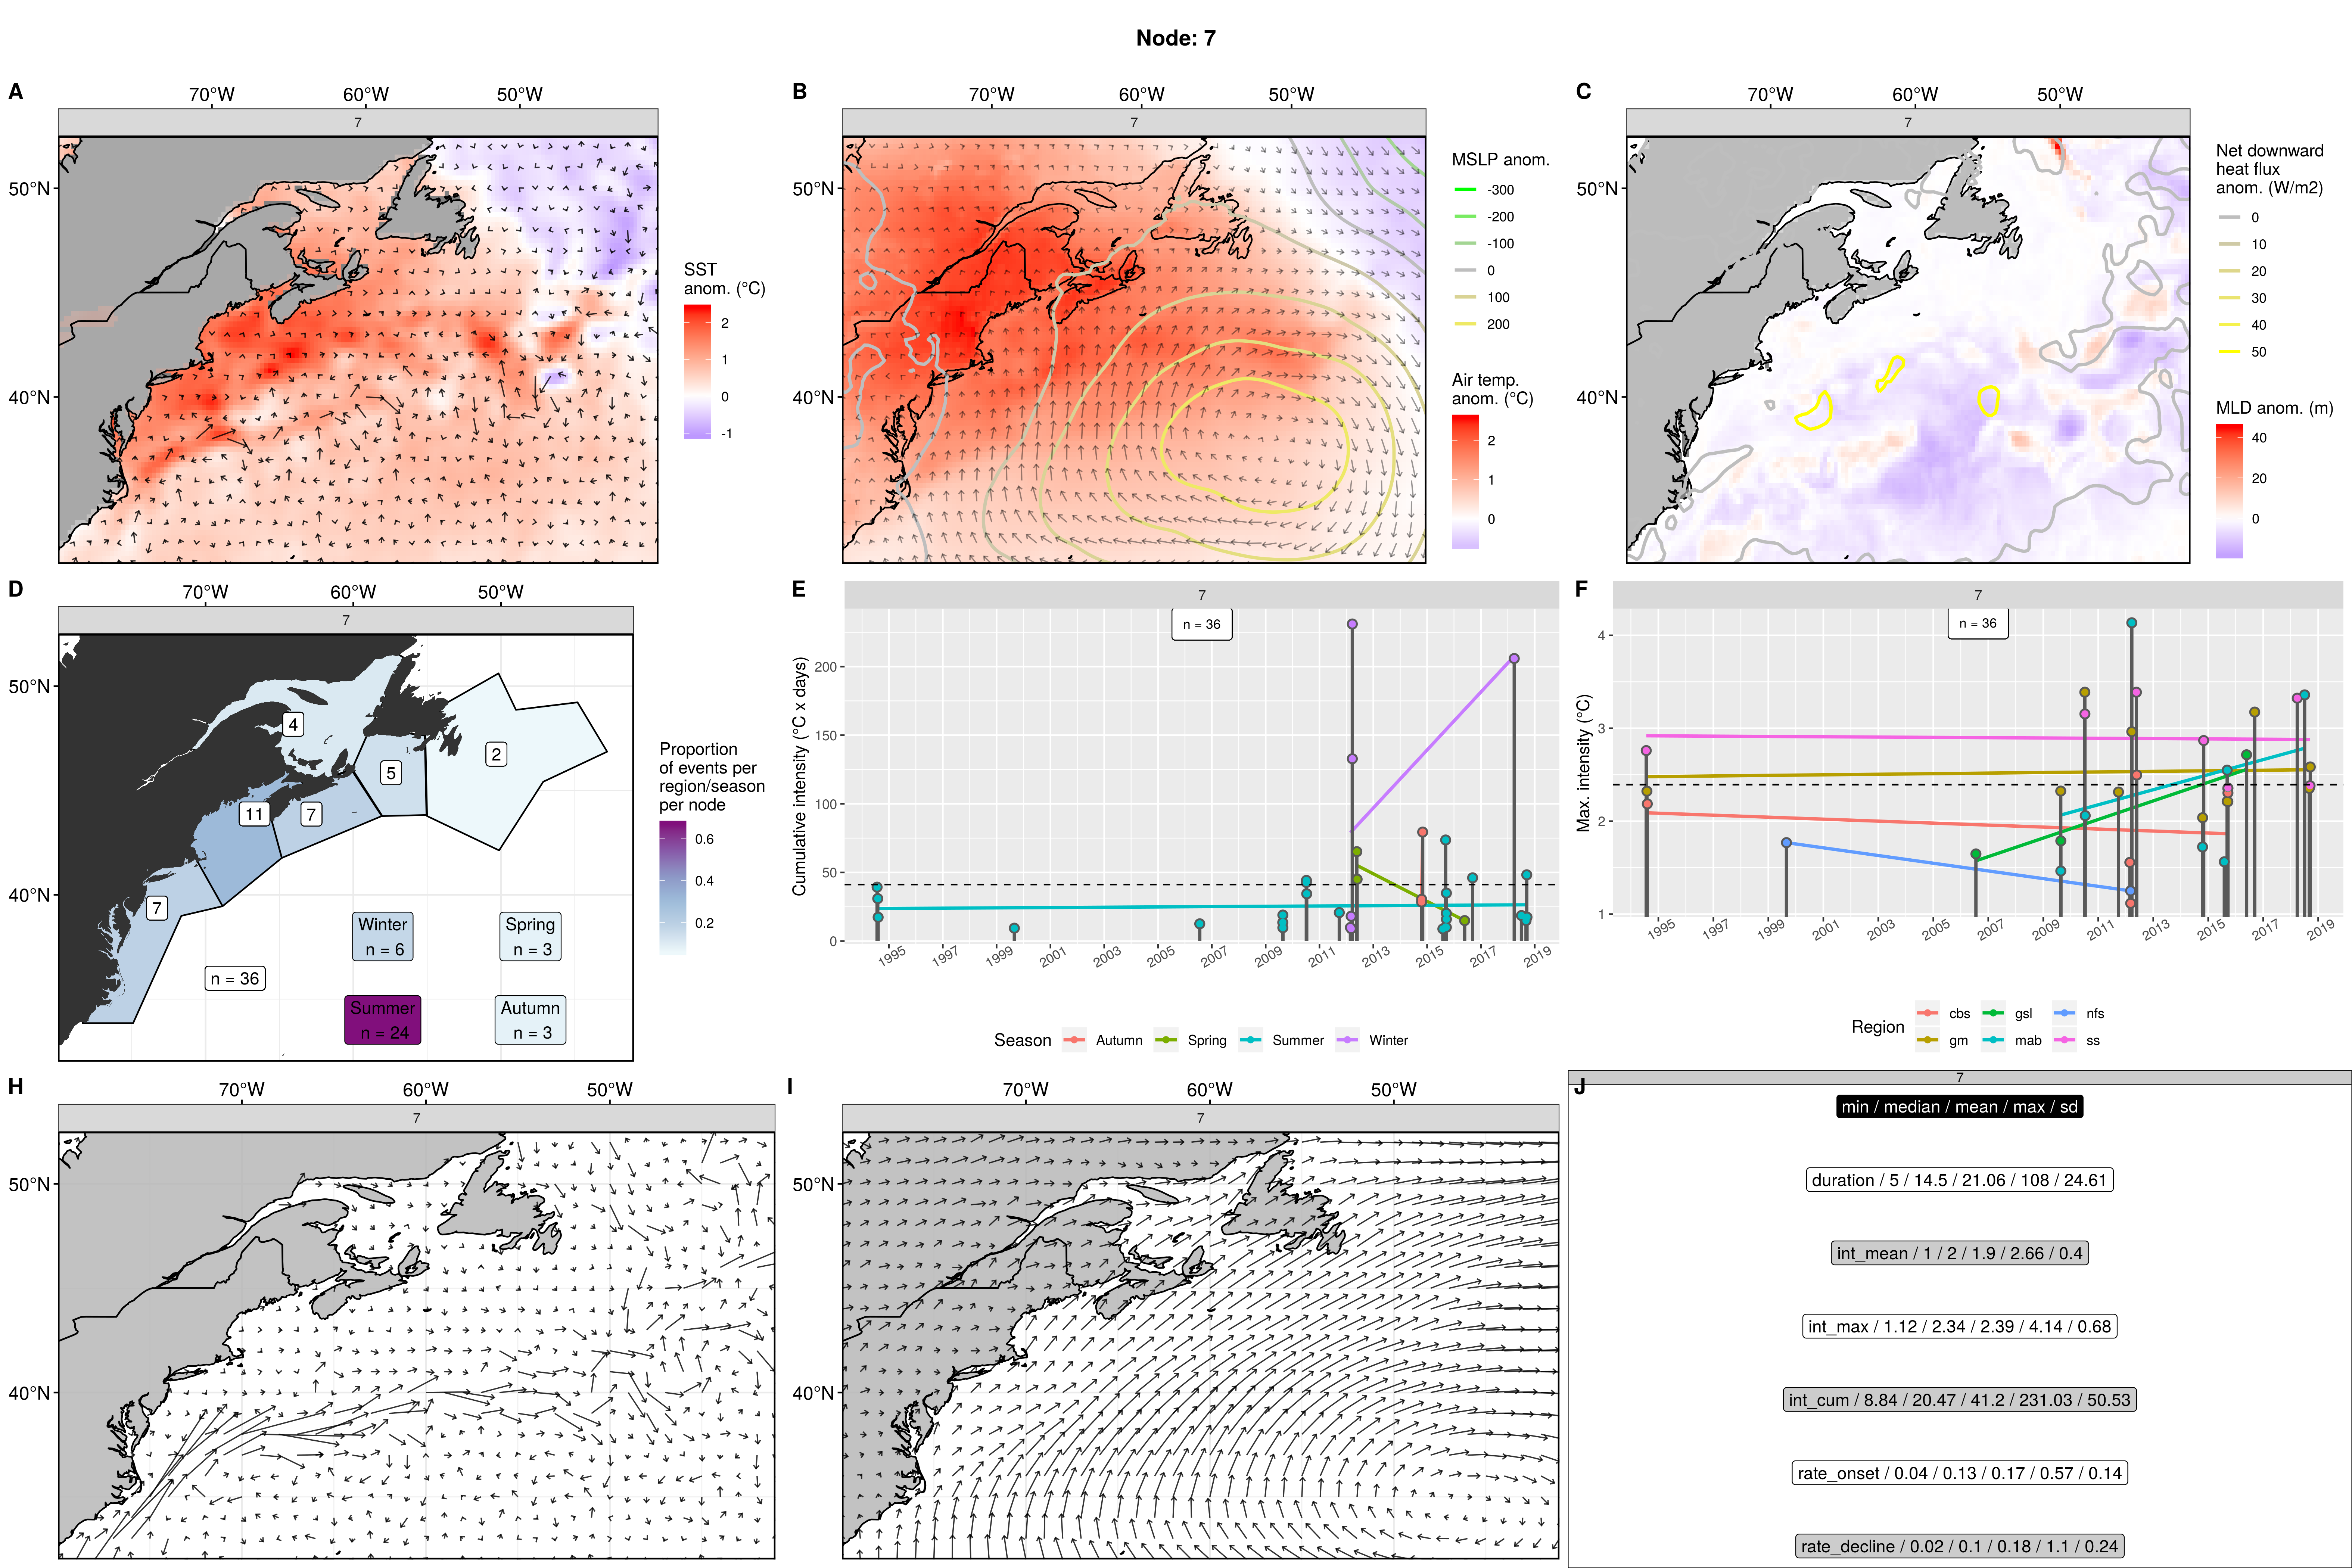 Node: 7
A
70°W 60°W 50°W
7
50°N
40°N
SST
anom. (°C)
2
1
0
-1
B
70°W 60°W 50°W
7
50°N
40°N
MSLP anom.
-300
-200
-100
0
100
200
Air temp.
anom. (°C)
2
1
0
C
70°W 60°W 50°W
7
50°N
40°N
Net downward
heat flux
anom. (W/m2)
0
10
20
30
40
50
MLD anom. (m)
40
20
0
D
70°W 60°W 50°W
7
50°N
40°N
4
2
5
11
7
7
n = 36
Winter
n = 6
Spring
n = 3
Summer
n = 24
Autumn
n = 3
Proportion
of events per
region/season
per node
0.6
0.4
0.2
E
7
n = 36
Cumulative intensity (°C x days)
200
150
100
50
0
1995 1997 1999 2001 2003 2005 2007 2009 2011 2013 2015 2017 2019
Season Autumn Spring Summer Winter
F
7
n = 36
Max. intensity (°C)
4
3
2
1
1995 1997 1999 2001 2003 2005 2007 2009 2011 2013 2015 2017 2019
Region
cbs gsl nfs
gm mab ss
H
70°W 60°W 50°W
7
50°N
40°N
I
70°W 60°W 50°W
7
50°N
40°N
J
7
min / median / mean / max / sd
duration / 5 / 14.5 / 21.06 / 108 / 24.61
int_mean / 1 / 2 / 1.9 / 2.66 / 0.4
int_max / 1.12 / 2.34 / 2.39 / 4.14 / 0.68
int_cum / 8.84 / 20.47 / 41.2 / 231.03 / 50.53
rate_onset / 0.04 / 0.13 / 0.17 / 0.57 / 0.14
rate_decline / 0.02 / 0.1 / 0.18 / 1.1 / 0.24